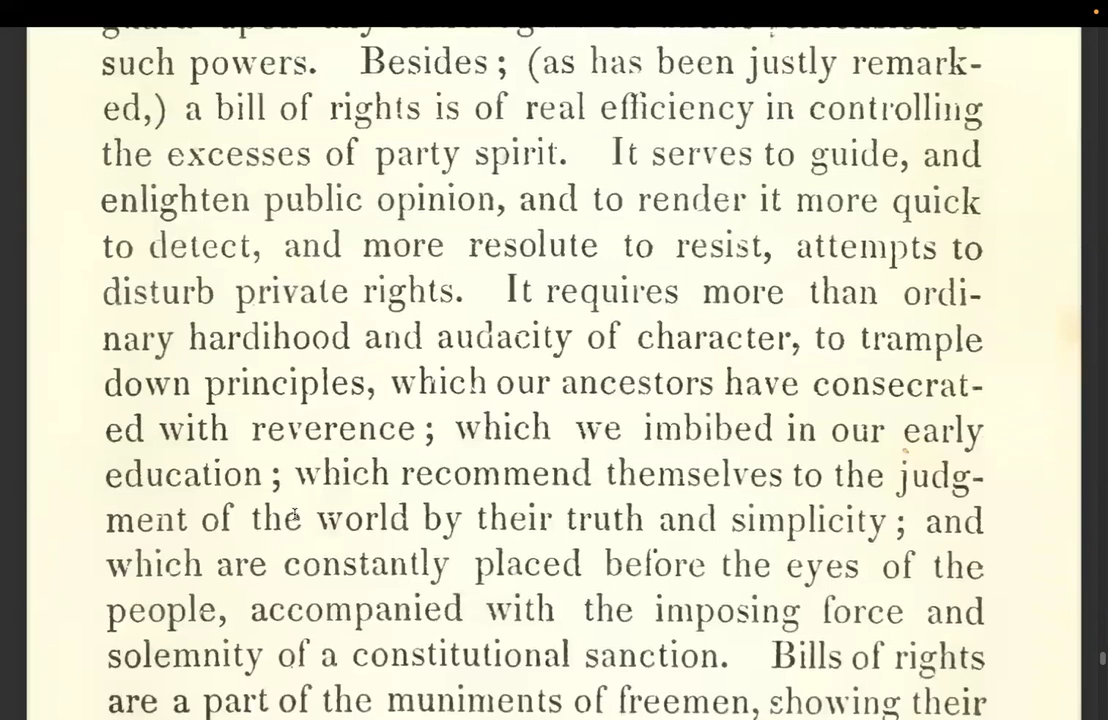 such powers. Besides; (as has been justly remark-
ed,) a bill of rights is of real efficiency in controlling
the excesses of party spirit. It serves to guide, and
enlighten public opinion, and to render it more quick
to detect, and more resolute to resist, attempts to
disturb private rights. It requires more than ordi-
nary hardihood and audacity of character, to trample
down principles, which our ancestors have consecrat-
ed with reverence; which we imbibed in our early
education; which recommend themselves to the judg-
ment of the world by their truth and simplicity; and
which are constantly placed before the eyes of the
people, accompanied with the imposing force and
solemnity of a constitutional sanction. Bills of rights
are a part of the muniments of freemen, showing their